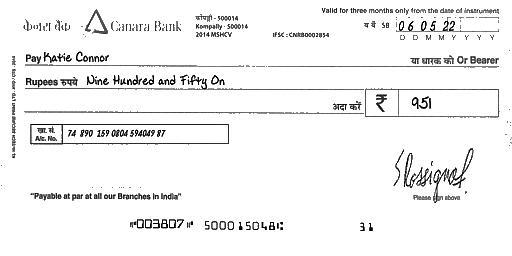 केनरा बैंक Canara Bank
कोंपल्ली - 500014
Kompally - 500014
2014 MSHCV
IFSC : CNRB0002854
Valid for three months only from the date of instrument
SB 06 05 22
D D M M Y Y Y Y
Pay Katie Connor या धारक को Or Bearer
Rupees रुपये Nine Hundred and Fifty On
अदा करें ₹ 951
खा. सं.
A/c. No. 74 890 159 0804 594049 87
S Rossignol
Please sign above
"Payable at par at all our Branches in India"
⑈003807⑈ 500015048⑆ 31